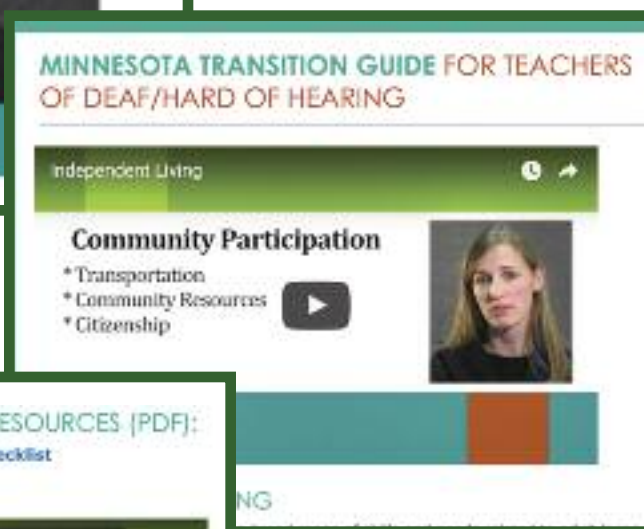 MINNESOTA TRANSITION GUIDE FOR TEACHERS
OF DEAF/HARD OF HEARING
Independent Living
Community Participation
* Transportation
* Community Resources
* Citizenship
ESOURCES (PDF):
ecklist
NG